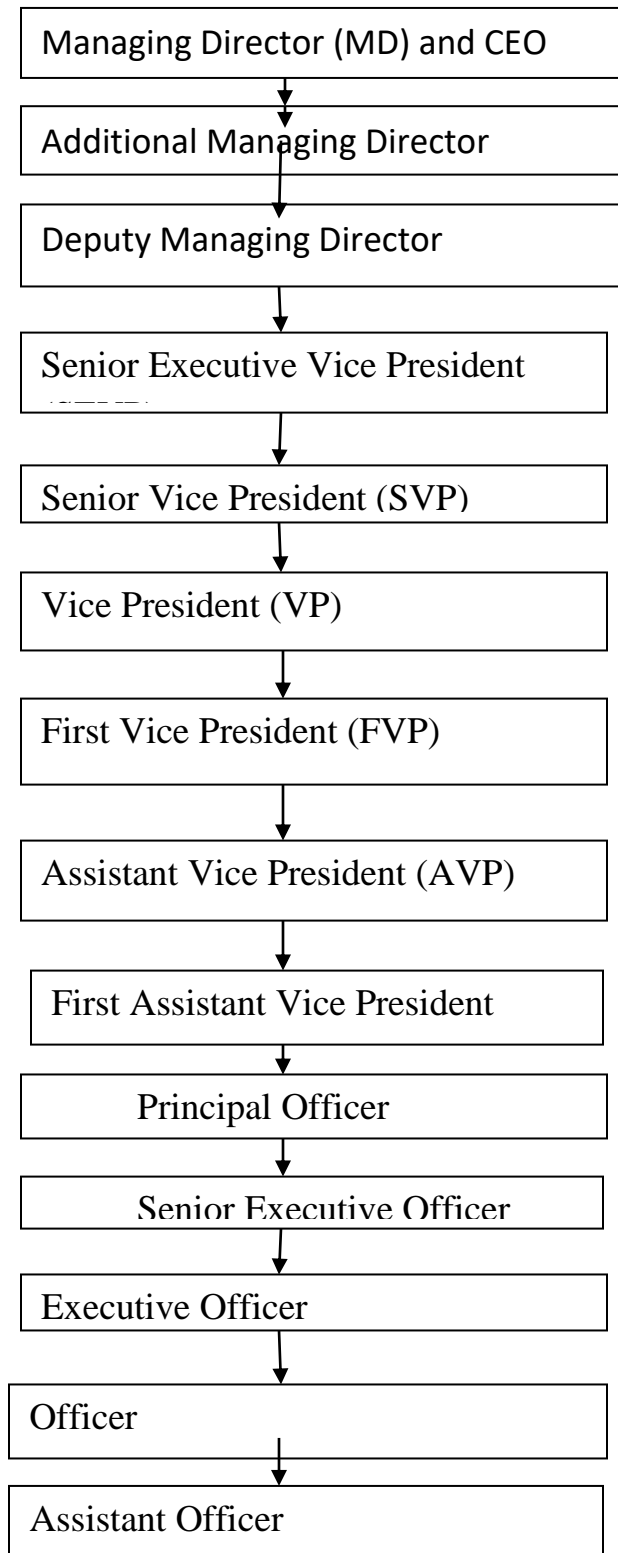 Managing Director (MD) and CEO
Additional Managing Director
Deputy Managing Director
Senior Executive Vice President
Senior Vice President (SVP)
Vice President (VP)
First Vice President (FVP)
Assistant Vice President (AVP)
First Assistant Vice President
Principal Officer
Senior Executive Officer
Executive Officer
Officer
Assistant Officer